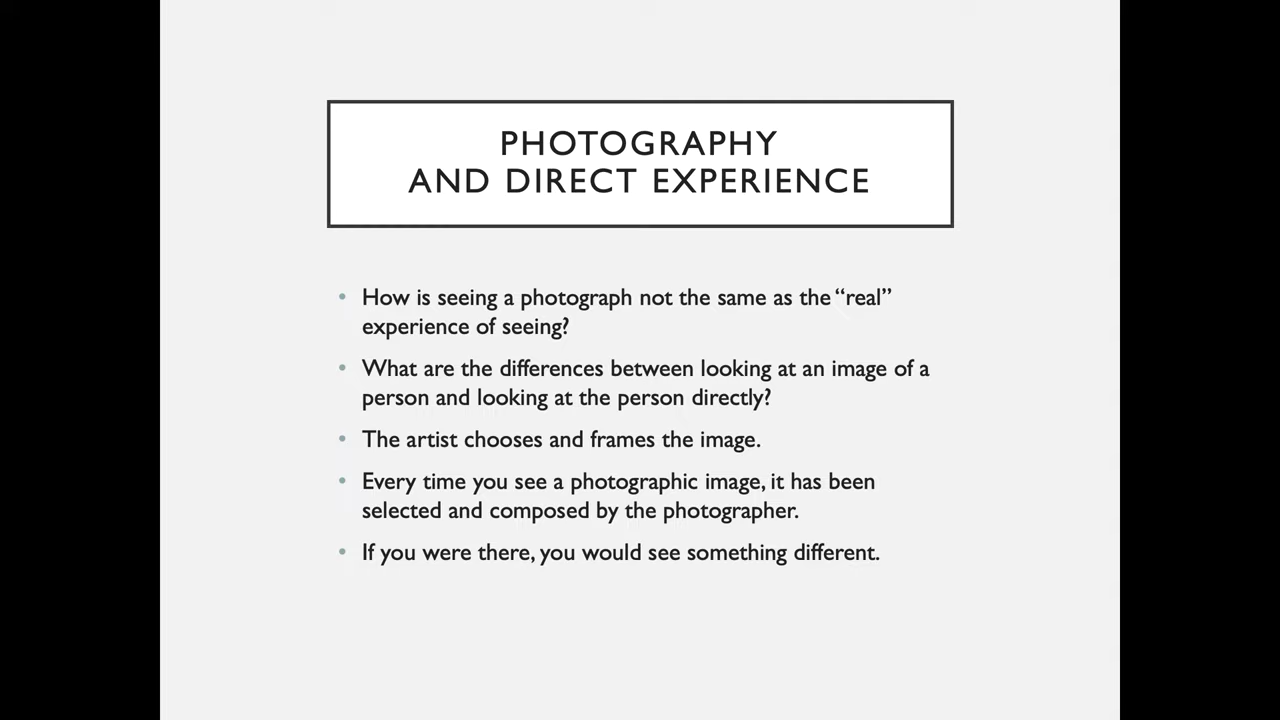 PHOTOGRAPHY
AND DIRECT EXPERIENCE
• How is seeing a photograph not the same as the “real”
experience of seeing?
• What are the differences between looking at an image of a
person and looking at the person directly?
• The artist chooses and frames the image.
• Every time you see a photographic image, it has been
selected and composed by the photographer.
• If you were there, you would see something different.